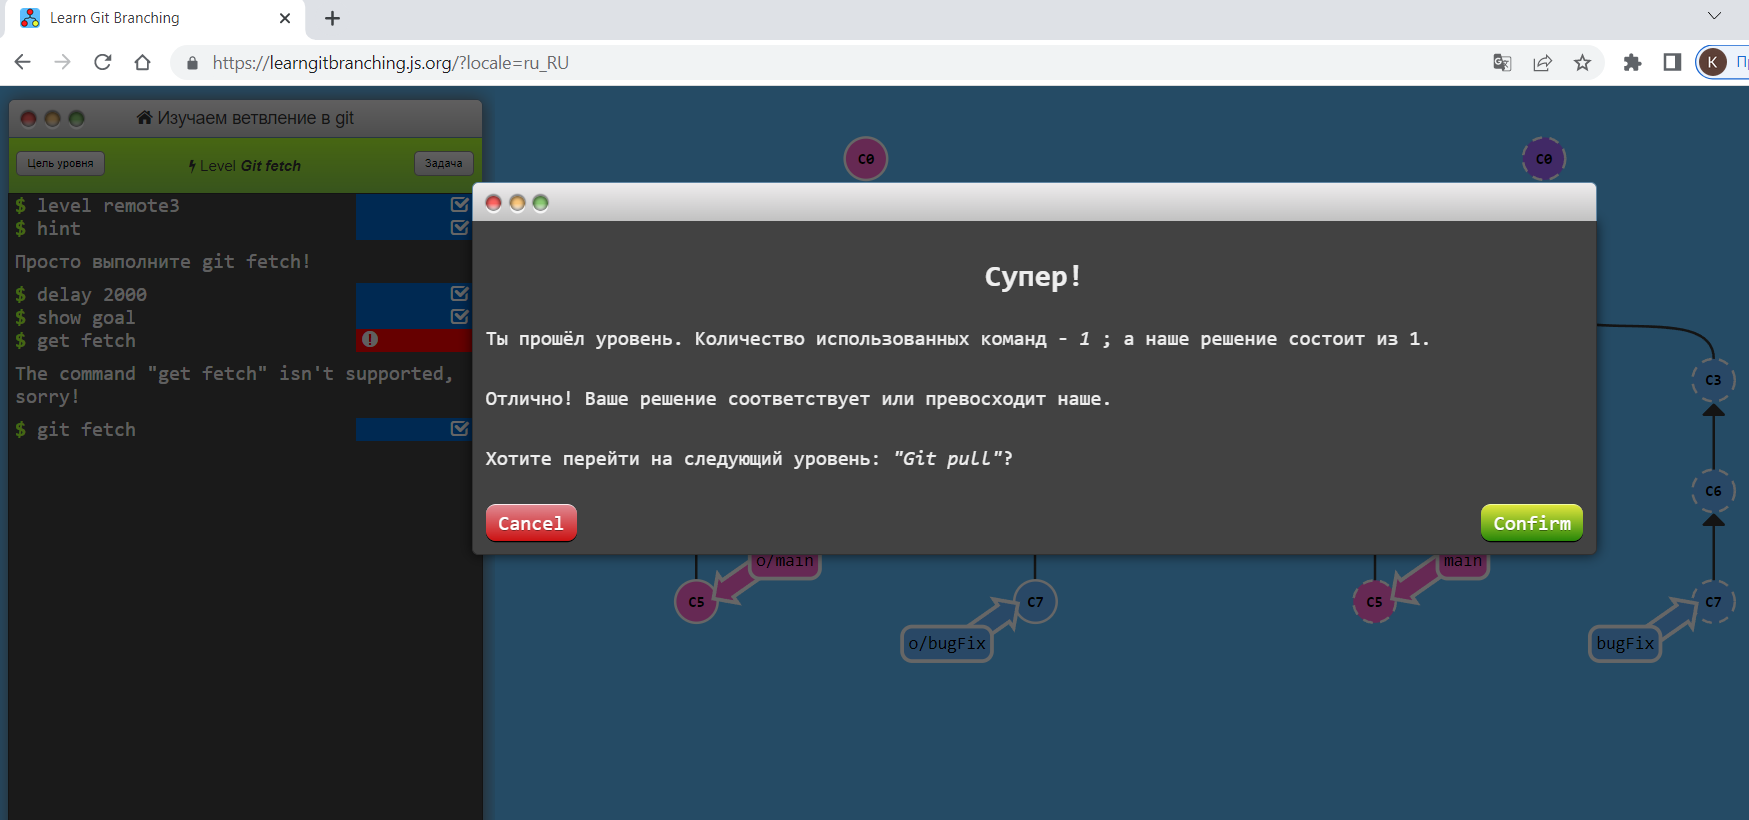 Learn Git Branching
https://learngitbranching.js.org/?locale=ru_RU
K
Изучаем ветвление в git
Цель уровня
Level Git fetch
Задача
$ level remote3
$ hint
Просто выполните git fetch!
$ delay 2000
$ show goal
$ get fetch
The command "get fetch" isn't supported,
sorry!
$ git fetch
C0
C0
Супер!
Ты прошёл уровень. Количество использованных команд - 1 ; а наше решение состоит из 1.
Отлично! Ваше решение соответствует или превосходит наше.
Хотите перейти на следующий уровень: "Git pull"?
Cancel
Confirm
C3
C6
o/main
main
C5
C7
C5
C7
o/bugFix
bugFix